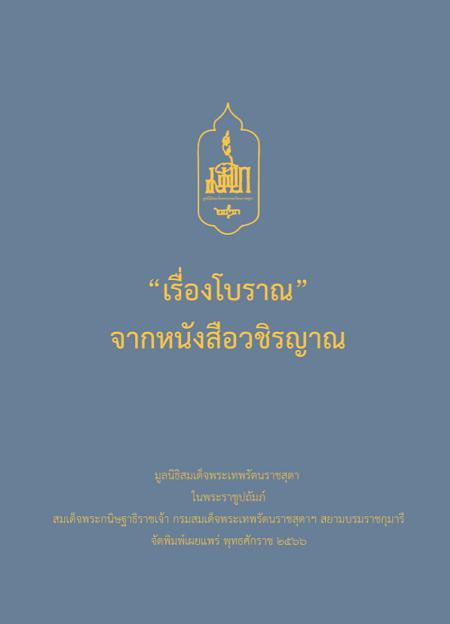 ๒๕๓๑
“เรื่องโบราณ”
จากหนังสือวชิรญาณ
มูลนิธิสมเด็จพระเทพรัตนราชสุดา
ในพระราชูปถัมภ์
สมเด็จพระกนิษฐาธิราชเจ้า กรมสมเด็จพระเทพรัตนราชสุดาฯ สยามบรมราชกุมารี
จัดพิมพ์เผยแพร่ พุทธศักราช ๒๕๖๖